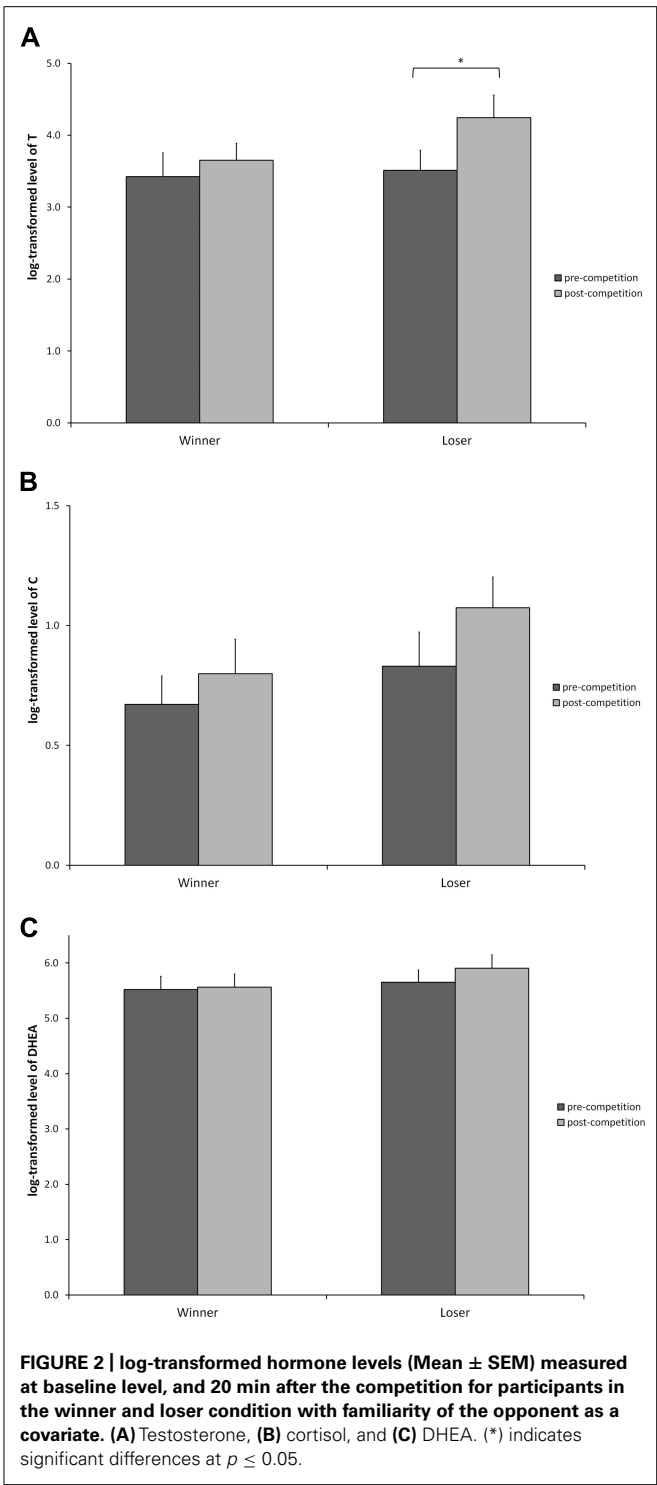 A
5.0
*
4.0
3.0
2.0
1.0
0.0
log-transformed level of T
pre-competition
post-competition
Winner Loser
B
1.5
1.0
0.5
0.0
log-transformed level of C
pre-competition
post-competition
Winner Loser
C
6.0
5.0
4.0
3.0
2.0
1.0
0.0
log-transformed level of DHEA
pre-competition
post-competition
Winner Loser
FIGURE 2 | log-transformed hormone levels (Mean ± SEM) measured
at baseline level, and 20 min after the competition for participants in
the winner and loser condition with familiarity of the opponent as a
covariate. (A) Testosterone, (B) cortisol, and (C) DHEA. (*) indicates
significant differences at p ≤ 0.05.